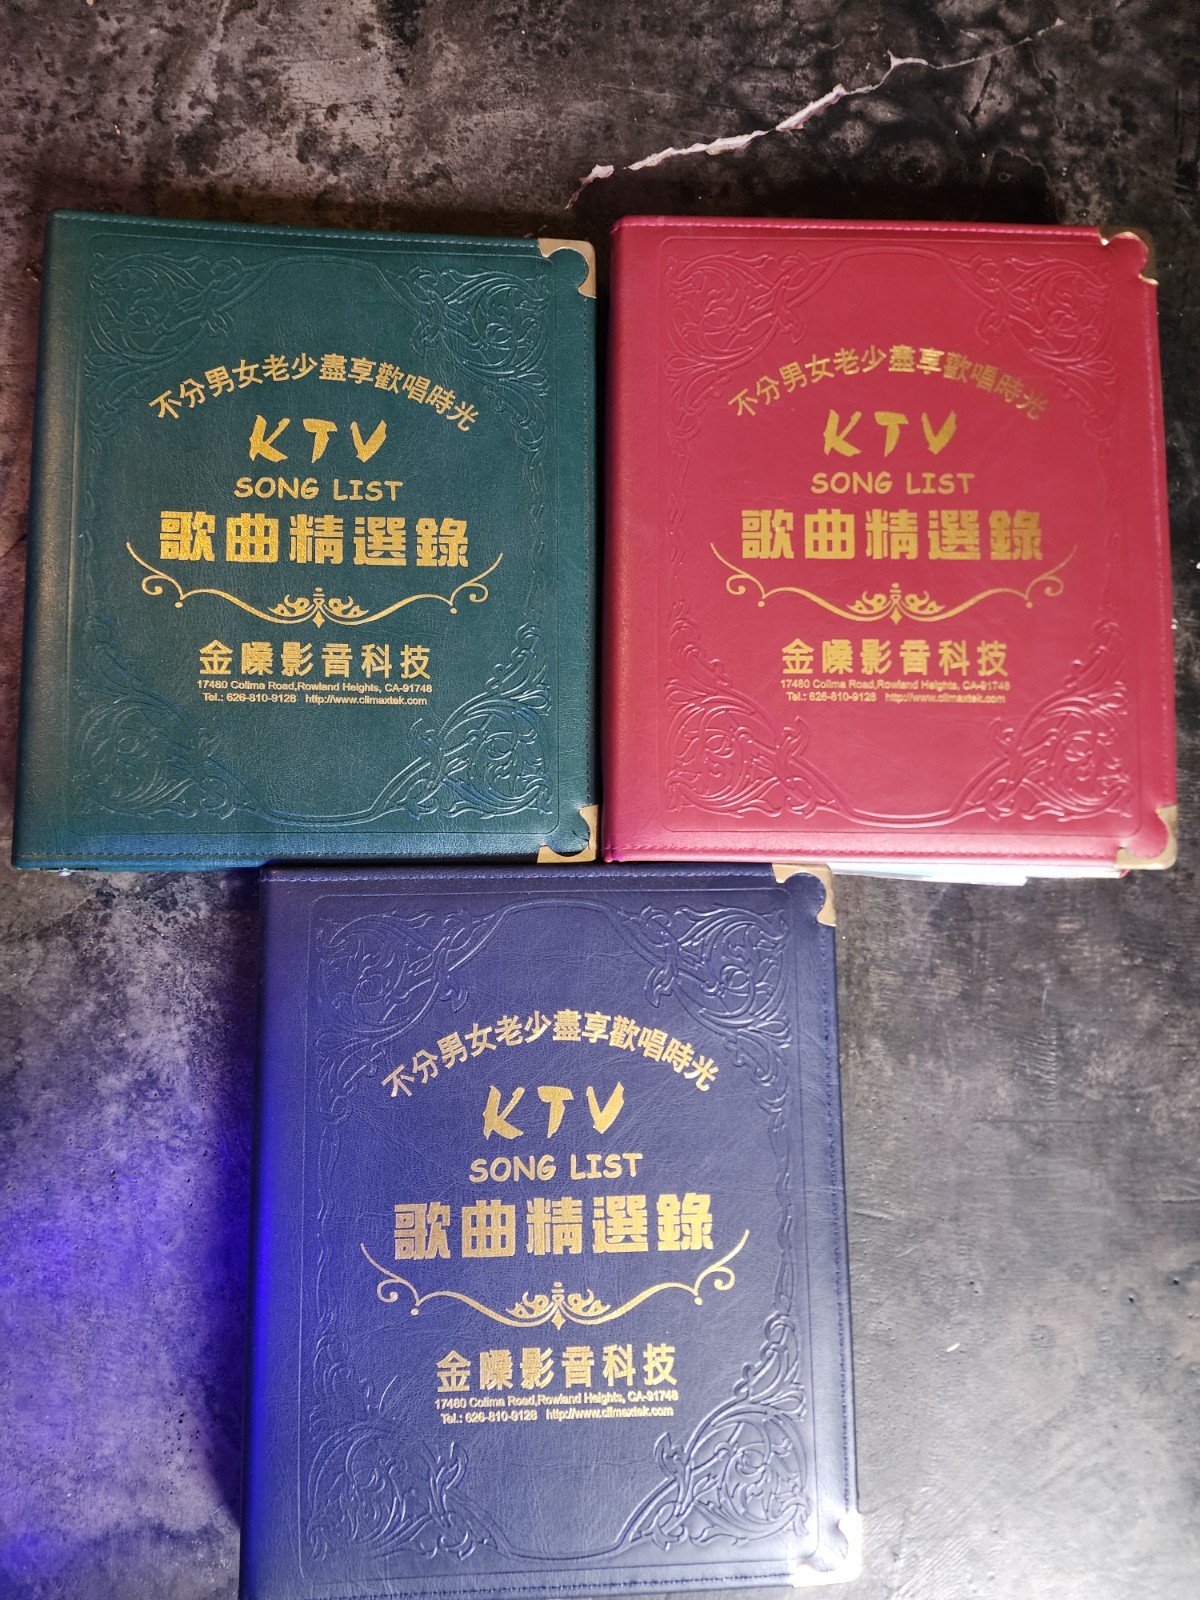 不分男女老少盡享歡唱時光
KTV
SONG LIST
歌曲精選錄
金嗓影音科技
17480 Colima Road,Rowland Heights, CA-91748
Tel.: 626-810-9128 http://www.climaxtek.com
不分男女老少盡享歡唱時光
KTV
SONG LIST
歌曲精選錄
金嗓影音科技
17480 Colima Road,Rowland Heights, CA-91748
Tel.: 626-810-9128 http://www.climaxtek.com
不分男女老少盡享歡唱時光
KTV
SONG LIST
歌曲精選錄
金嗓影音科技
17480 Colima Road,Rowland Heights, CA-91748
Tel.: 626-810-9128 http://www.climaxtek.com